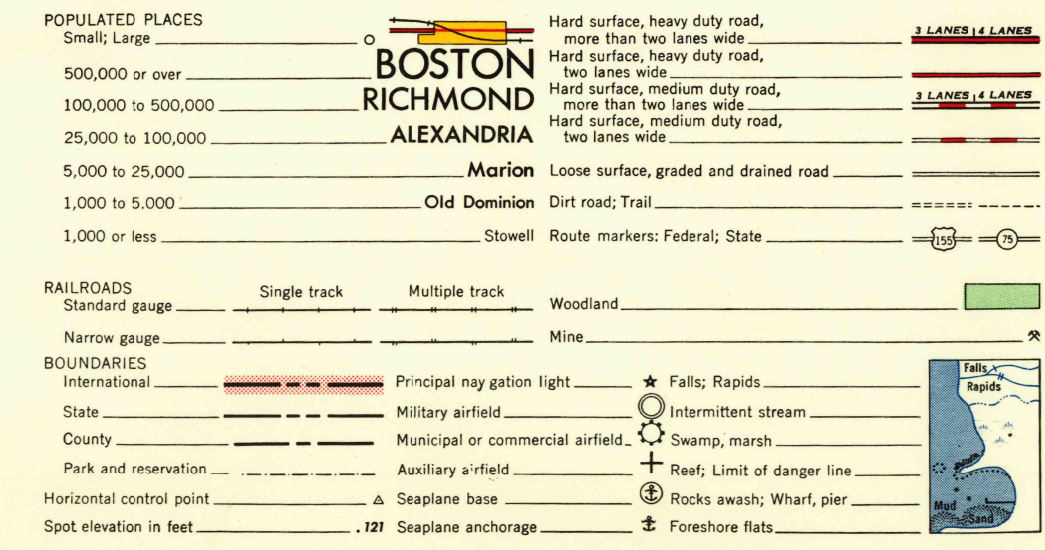 POPULATED PLACES
Small; Large
500,000 or over BOSTON
100,000 to 500,000 RICHMOND
25,000 to 100,000 ALEXANDRIA
5,000 to 25,000 Marion
1,000 to 5.000 Old Dominion
1,000 or less Stowell
Hard surface, heavy duty road,
more than two lanes wide 3 LANES | 4 LANES
Hard surface, heavy duty road,
two lanes wide
Hard surface, medium duty road,
more than two lanes wide 3 LANES | 4 LANES
Hard surface, medium duty road,
two lanes wide
Loose surface, graded and drained road
Dirt road; Trail
Route markers: Federal; State 155 75
RAILROADS Single track Multiple track
Standard gauge
Narrow gauge
Woodland
Mine
BOUNDARIES
International
State
County
Park and reservation
Horizontal control point
Spot elevation in feet .121
Principal nav gation light
Military airfield
Municipal or commercial airfield
Auxiliary airfield
Seaplane base
Seaplane anchorage
Falls; Rapids
Intermittent stream
Swamp, marsh
Reef; Limit of danger line
Rocks awash; Wharf, pier
Foreshore flats
Falls
Rapids
Mud
Sand